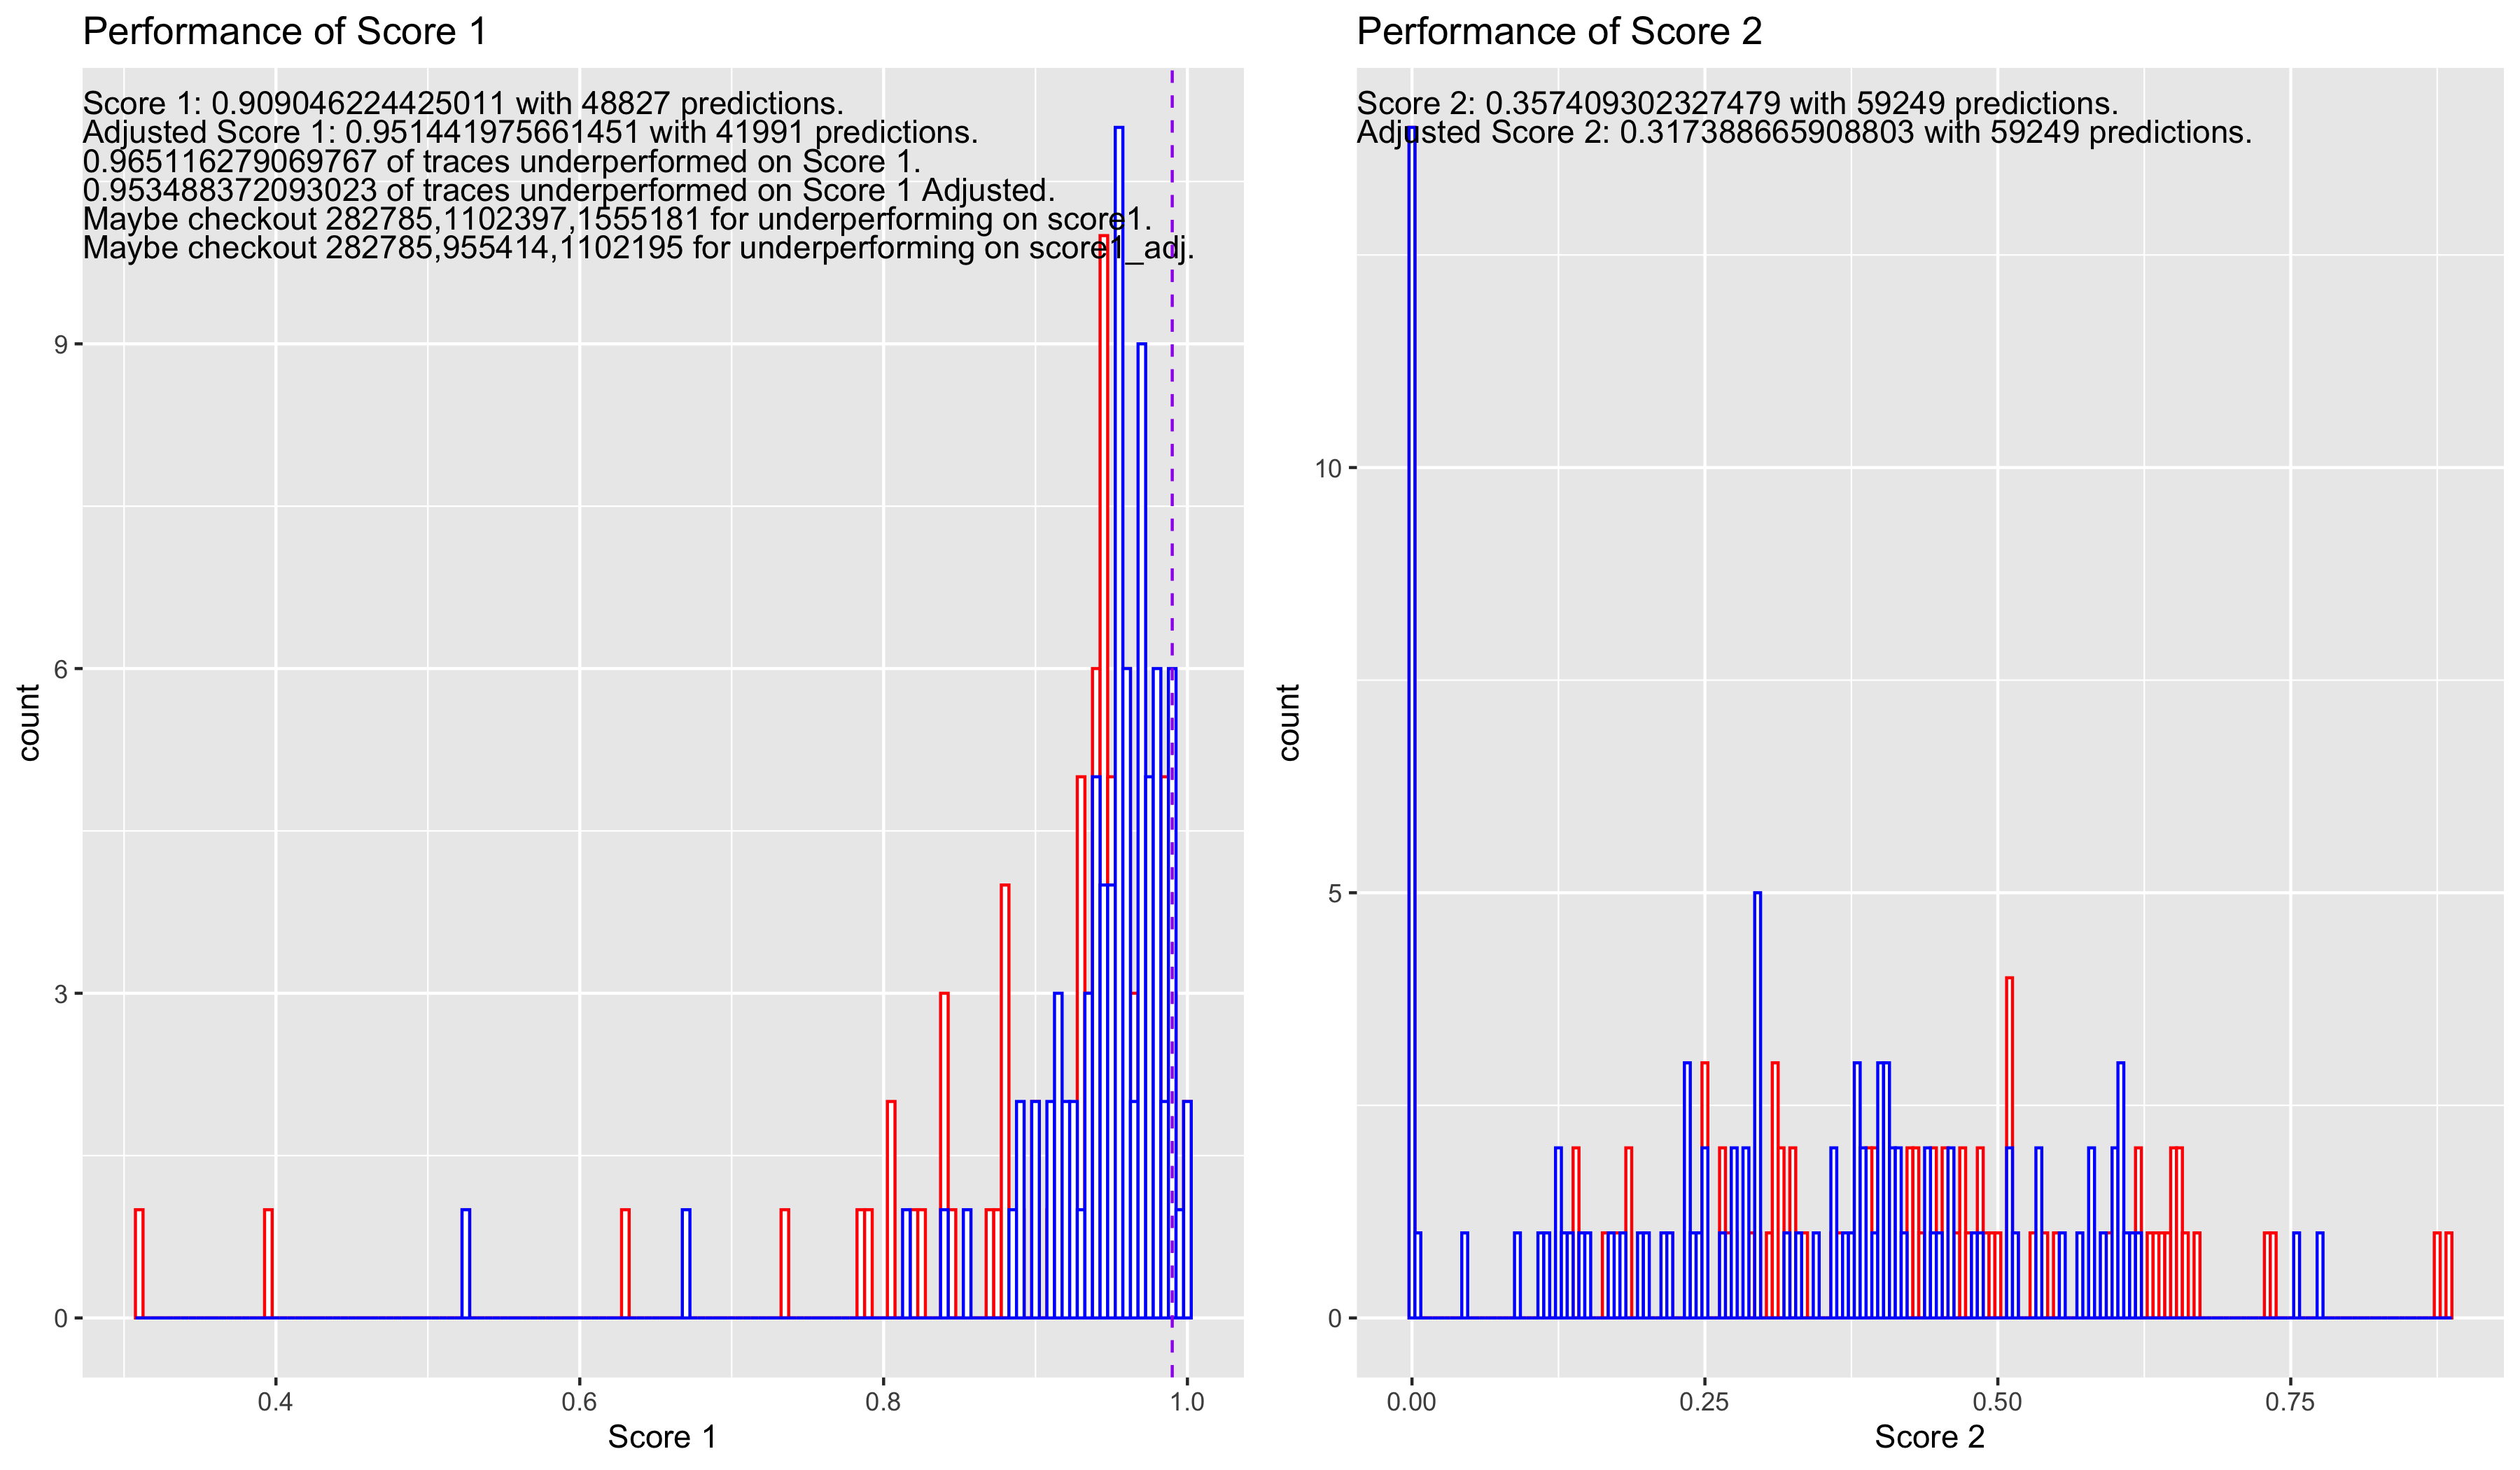 Performance of Score 1
Score 1: 0.909046224425011 with 48827 predictions.
Adjusted Score 1: 0.951441975661451 with 41991 predictions.
0.965116279069767 of traces underperformed on Score 1.
0.953488372093023 of traces underperformed on Score 1 Adjusted.
Maybe checkout 282785,1102397,1555181 for underperforming on score1.
Maybe checkout 282785,955414,1102195 for underperforming on score1_adj.
9
6
3
0
count
0.4
0.6
0.8
1.0
Score 1
Performance of Score 2
Score 2: 0.357409302327479 with 59249 predictions.
Adjusted Score 2: 0.317388665908803 with 59249 predictions.
10
5
0
count
0.00
0.25
0.50
0.75
Score 2